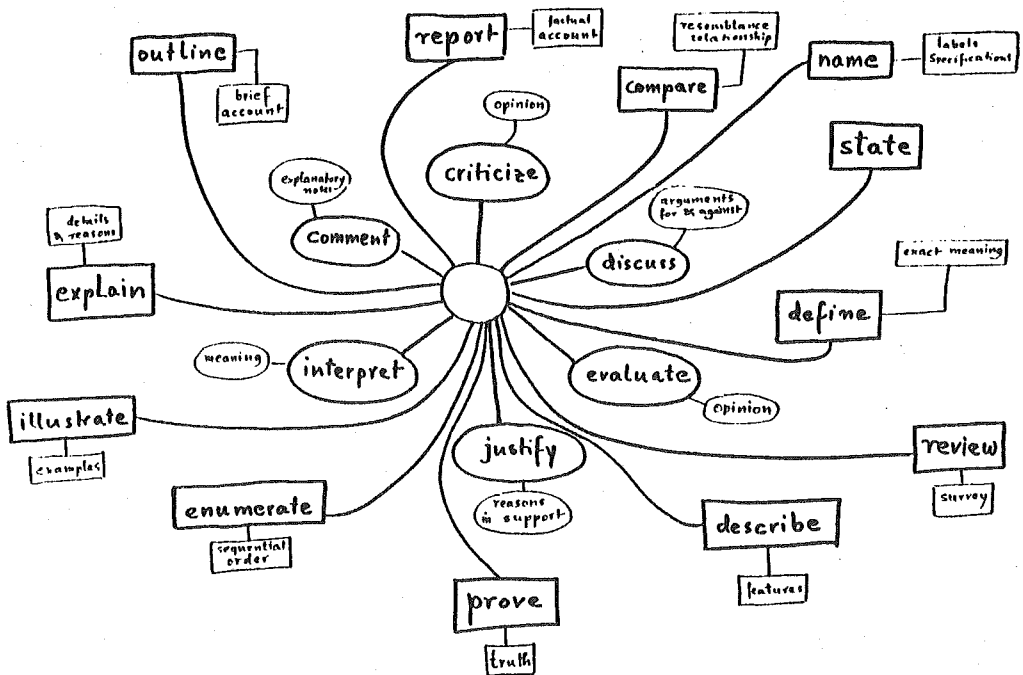 outline
brief
account
report
factual
account
resemblance
relationship
compare
name
labels
specifications
opinion
criticize
state
explanatory
notes
comment
arguments
for & against
discuss
details
& reasons
explain
exact meaning
define
meaning
interpret
evaluate
opinion
illustrate
examples
justify
reasons
in support
review
survey
enumerate
sequential
order
describe
features
prove
truth